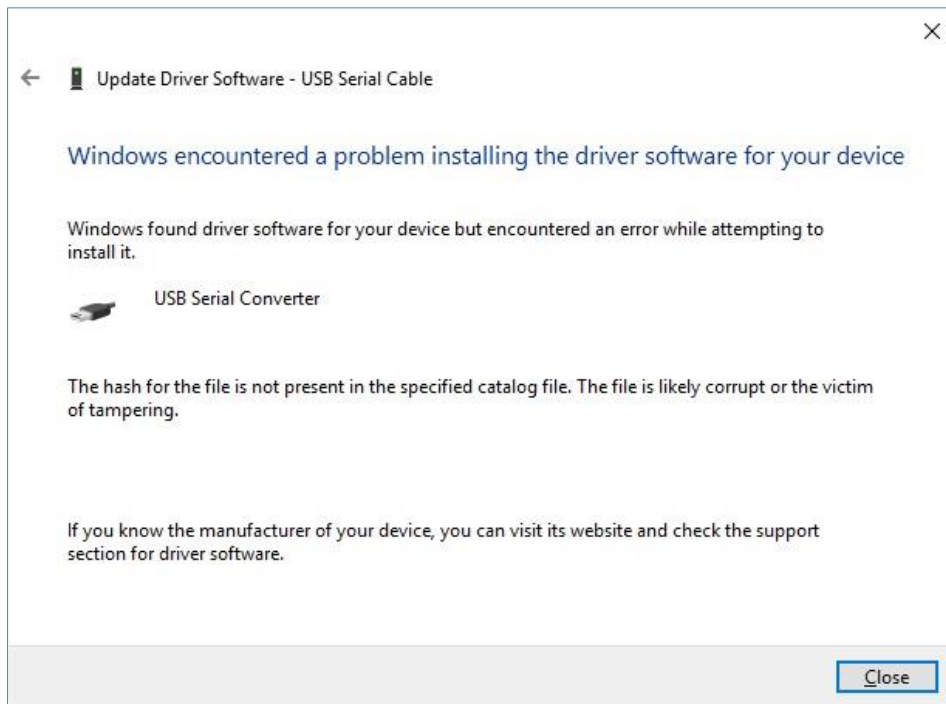 Update Driver Software - USB Serial Cable
Windows encountered a problem installing the driver software for your device
Windows found driver software for your device but encountered an error while attempting to
install it.
USB Serial Converter
The hash for the file is not present in the specified catalog file. The file is likely corrupt or the victim
of tampering.
If you know the manufacturer of your device, you can visit its website and check the support
section for driver software.
Close